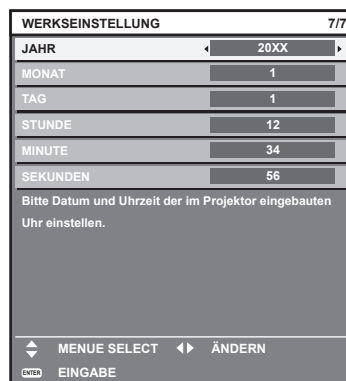 WERKSEINSTELLUNG 7/7
JAHR 20XX
MONAT 1
TAG 1
STUNDE 12
MINUTE 34
SEKUNDEN 56
Bitte Datum und Uhrzeit der im Projektor eingebauten
Uhr einstellen.
MENUE SELECT ÄNDERN
ENTER EINGABE